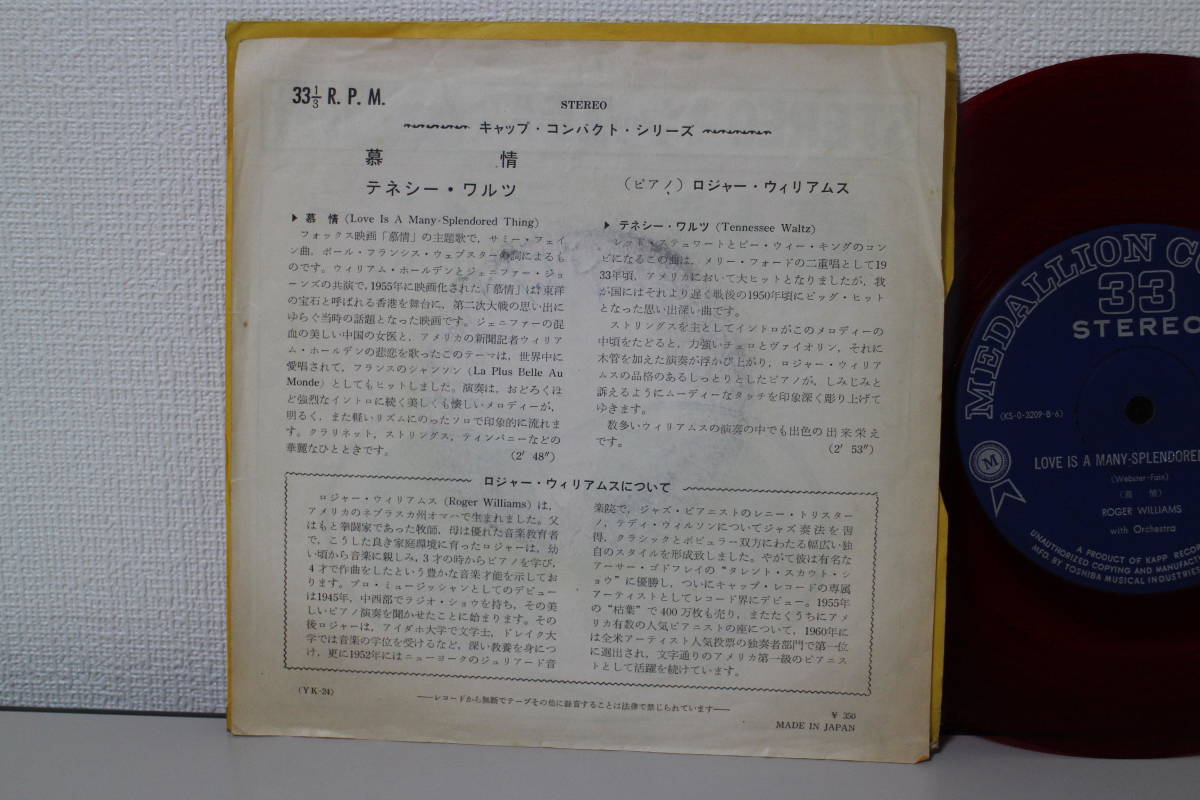 33 1/3 R. P. M.
STEREO
キャップ・コンパクト・シリーズ
慕 情
テネシー・ワルツ
(ピアノ) ロジャー・ウィリアムス
▶ 慕 情 (Love Is A Many-Splendored Thing)
フォックス映画「慕情」の主題歌で，サミー・フェイ
ン曲，ポール・フランシス・ウェブスターの詞によるも
のです。ウィリアム・ホールデンとジェニファー・ジョ
ーンズの共演で，1955年に映画化された「慕情」は，東洋
の宝石と呼ばれる香港を舞台に，第二次大戦の思い出に
ゆらぐ当時の話題となった映画です。ジェニファーの混
血の美しい中国の女医と，アメリカの新聞記者ウィリア
ム・ホールデンの悲恋を歌ったこのテーマは，世界中に
愛唱されて，フランスのシャンソン (La Plus Belle Au
Monde) としてもヒットしました。演奏は，おどろくほ
ど強烈なイントロに続く美しくも懐しいメロディーが，
明るく，また軽いリズムにのったソロで印象的に流れま
す。クラリネット，ストリングス，ティンパニーなどの
華麗なひとときです。 (2′ 48″)
▶ テネシー・ワルツ (Tennessee Waltz)
レッド・ステュワートとピー・ウィー・キングのコン
ビになるこの曲は，メリー・フォードの二重唱として19
33年頃，アメリカにおいて大ヒットとなりましたが，我
が国にはそれより遅く戦後の1950年頃にビッグ・ヒット
となった思い出深い曲です。
ストリングスを主としてイントロがこのメロディーの
中頃をたどると，力強いチェロとヴァイオリン，それに
木管を加えた演奏が浮かび上がり，ロジャー・ウィリア
ムスの品格のあるしっとりとしたピアノが，しみじみと
訴えるようにムーディーなタッチを印象深く彫り上げて
ゆきます。
数多いウィリアムスの演奏の中でも出色の出来栄え
です。 (2′ 53″)
ロジャー・ウィリアムスについて
ロジャー・ウィリアムス (Roger Williams) は，
アメリカのネブラスカ州オマハで生まれました。父
はもと拳闘家であった牧師，母は優れた音楽教育者
で，こうした良き家庭環境に育ったロジャーは，幼
い頃から音楽に親しみ，3才の時からピアノを学び，
4才で作曲をしたという豊かな音楽才能を示してお
ります。プロ・ミュージッシャンとしてのデビュー
は1945年，中西部でラジオ・ショウを持ち，その美
しいピアノ演奏を聞かせたことに始まります。その
後ロジャーは，アイダホ大学で文学士，ドレイク大
学では音楽の学位を受けるなど，深い教養を身につ
け，更に1952年にはニューヨークのジュリアード音
楽院で，ジャズ・ピアニストのレニー・トリスター
ノ，テディ・ウィルソンについてジャズ奏法を習
得，クラシックとポピュラー双方にわたる幅広い独
自のスタイルを形成致しました。やがて彼は有名な
アーサー・ゴドフレイの“タレント・スカウト・シ
ョウ”に優勝し，ついにキャップ・レコードの専属
アーティストとしてレコード界にデビュー。1955年
の“枯葉”で400万枚も売り，またたくうちにアメ
リカ有数の人気ピアニストの座について，1960年に
は全米アーティスト人気投票の独奏者部門で第一位
に選出され，文字通りのアメリカ第一級のピアニス
トとして活躍を続けています。
(YK-24)
——レコードから無断でテープその他に録音することは法律で禁じられています——
¥ 350
MADE IN JAPAN
MEDALLION CO
33
STEREO
(KS-O-3209-B-6)
M
LOVE IS A MANY-SPLENDORED
(Webster-Fain)
(慕 情)
ROGER WILLIAMS
with Orchestra
A PRODUCT OF KAPP RECOR
UNAUTHORIZED COPYING AND MANUFAC
MFD. BY TOSHIBA MUSICAL INDUSTRIE